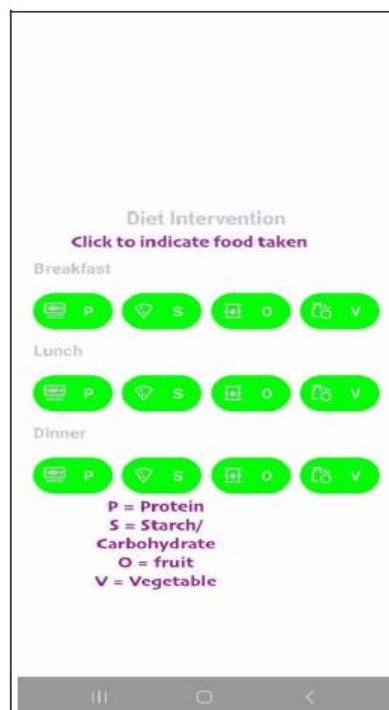 Diet Intervention
Click to indicate food taken
Breakfast
P S O V
Lunch
P S O V
Dinner
P S O V
P = Protein
S = Starch/
Carbohydrate
O = fruit
V = Vegetable